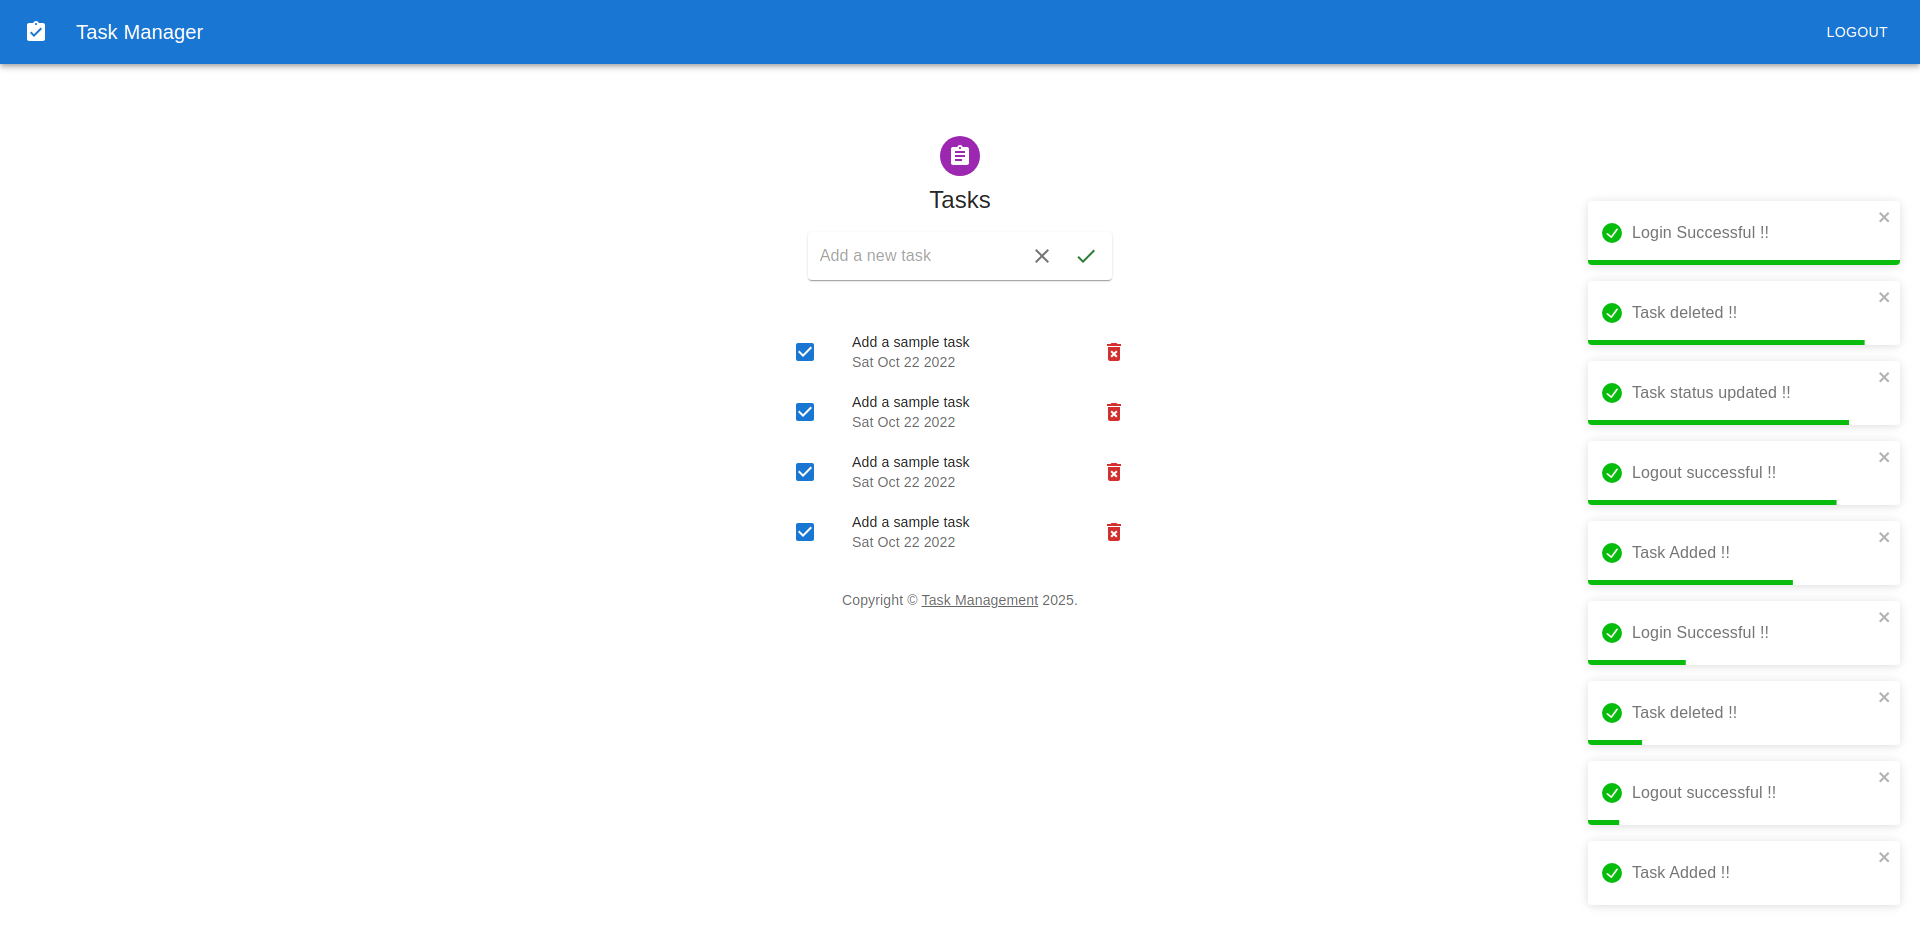 Task Manager
LOGOUT
Tasks
Add a new task
Add a sample task
Sat Oct 22 2022
Add a sample task
Sat Oct 22 2022
Add a sample task
Sat Oct 22 2022
Add a sample task
Sat Oct 22 2022
Copyright © Task Management 2025.
Login Successful !!
Task deleted !!
Task status updated !!
Logout successful !!
Task Added !!
Login Successful !!
Task deleted !!
Logout successful !!
Task Added !!